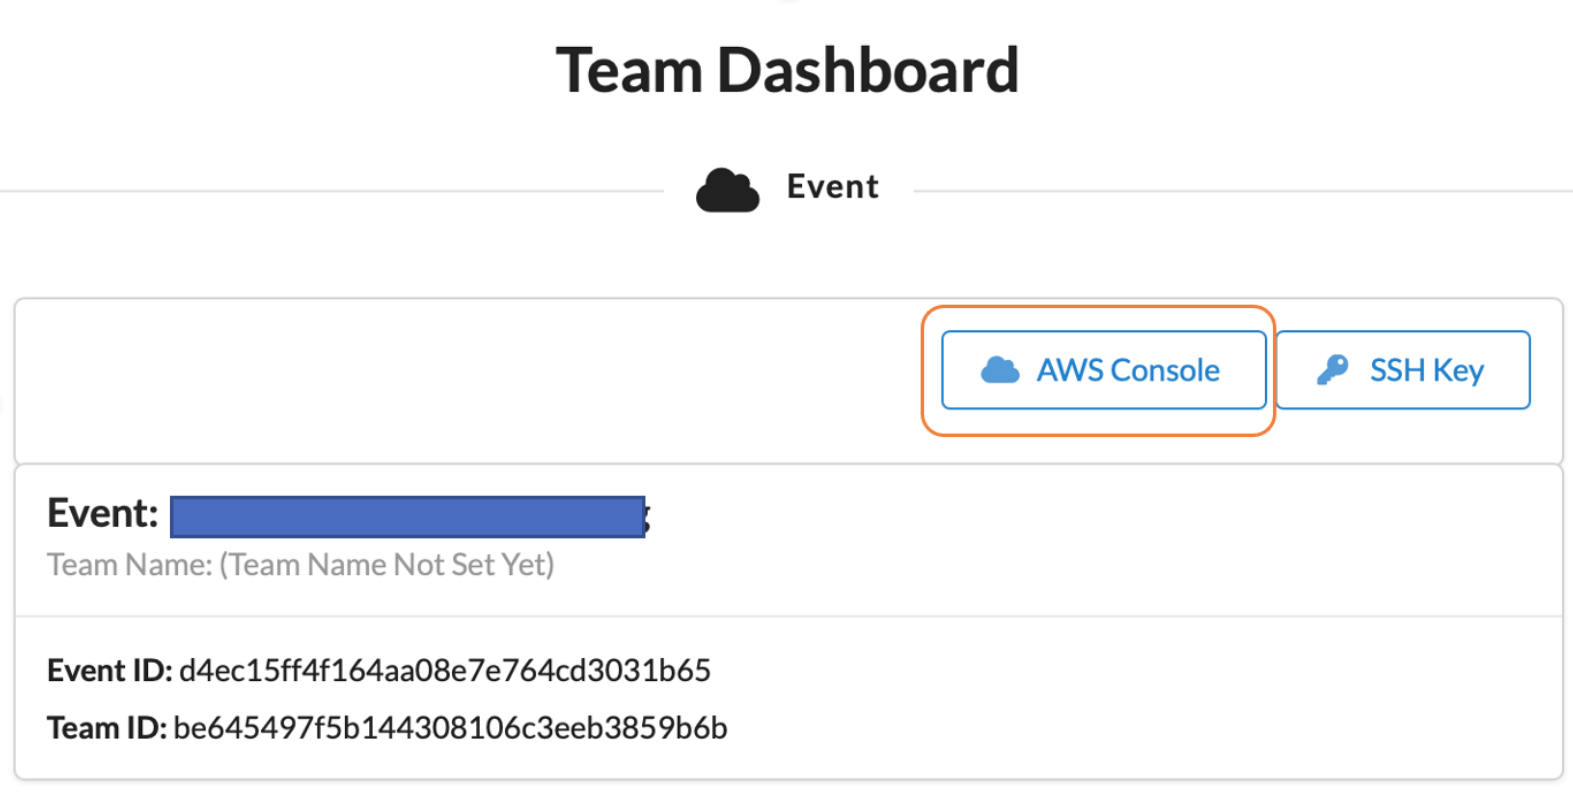 Team Dashboard
Event
AWS Console
SSH Key
Event:
Team Name: (Team Name Not Set Yet)
Event ID: d4ec15ff4f164aa08e7e764cd3031b65
Team ID: be645497f5b144308106c3eeb3859b6b